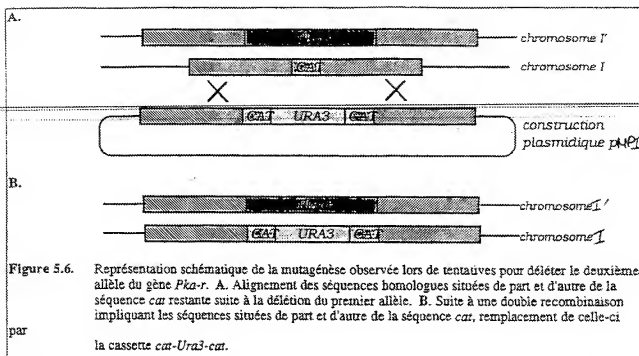 A.
chromosome I'
CAT
chromosome I
CAT URA3 CAT
construction
plasmidique pMPI
B.
chromosome I'
CAT URA3 CAT
chromosome I
Figure 5.6. Représentation schématique de la mutagénèse observée lors de tentatives pour déléter le deuxième
allèle du gène Pka-r. A. Alignement des séquences homologues situées de part et d'autre de la
séquence cat restante suite à la délétion du premier allèle. B. Suite à une double recombinaison
impliquant les séquences situées de part et d'autre de la séquence cat, remplacement de celle-ci
par
la cassette cat-Ura3-cat.